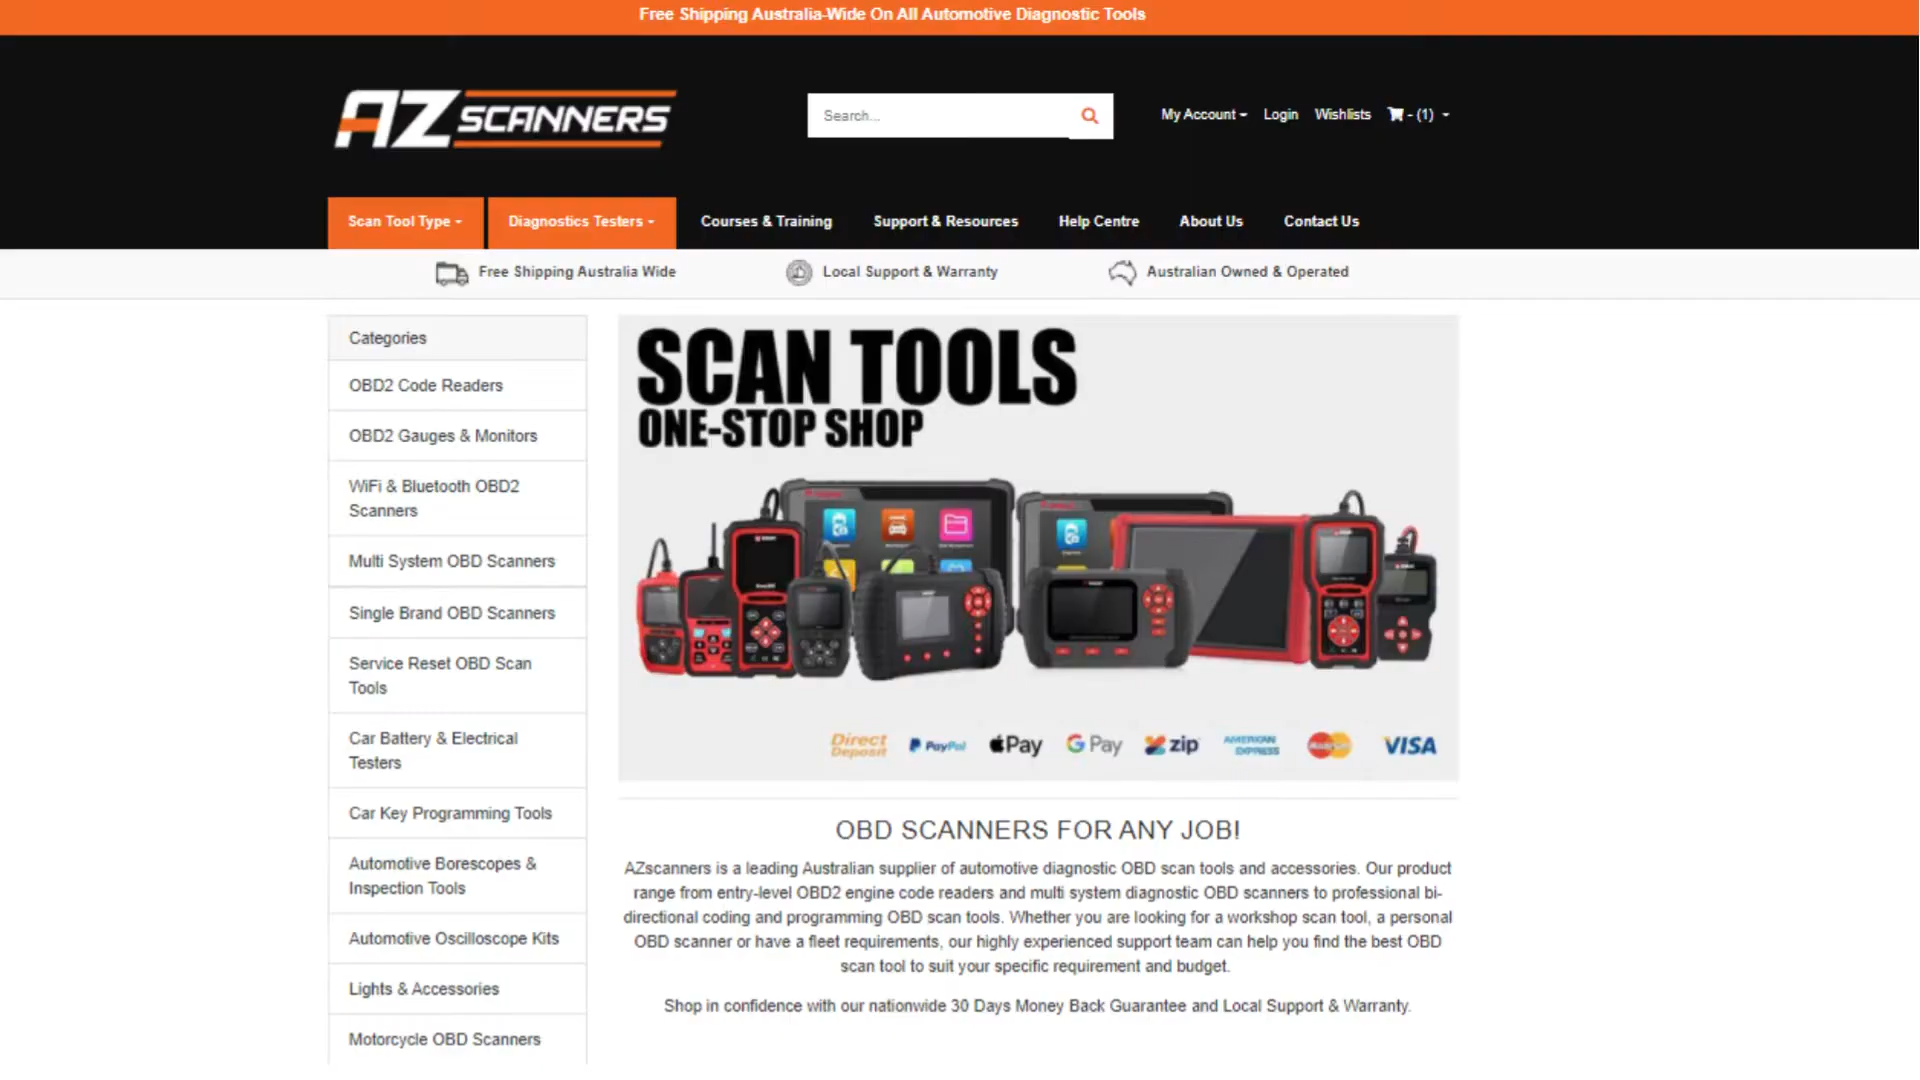 Free Shipping Australia-Wide On All Automotive Diagnostic Tools
AZ SCANNERS
Search...
My Account
Login
Wishlists
- (1)
Scan Tool Type
Diagnostics Testers
Courses & Training
Support & Resources
Help Centre
About Us
Contact Us
Free Shipping Australia Wide
Local Support & Warranty
Australian Owned & Operated
Categories
OBD2 Code Readers
OBD2 Gauges & Monitors
WiFi & Bluetooth OBD2
Scanners
Multi System OBD Scanners
Single Brand OBD Scanners
Service Reset OBD Scan
Tools
Car Battery & Electrical
Testers
Car Key Programming Tools
Automotive Borescopes &
Inspection Tools
Automotive Oscilloscope Kits
Lights & Accessories
Motorcycle OBD Scanners
SCAN TOOLS
ONE-STOP SHOP
Direct
Deposit
PayPal
Pay
G Pay
zip
AMERICAN
EXPRESS
MasterCard
VISA
OBD SCANNERS FOR ANY JOB!
AZscanners is a leading Australian supplier of automotive diagnostic OBD scan tools and accessories. Our product
range from entry-level OBD2 engine code readers and multi system diagnostic OBD scanners to professional bi-
directional coding and programming OBD scan tools. Whether you are looking for a workshop scan tool, a personal
OBD scanner or have a fleet requirements, our highly experienced support team can help you find the best OBD
scan tool to suit your specific requirement and budget.
Shop in confidence with our nationwide 30 Days Money Back Guarantee and Local Support & Warranty.